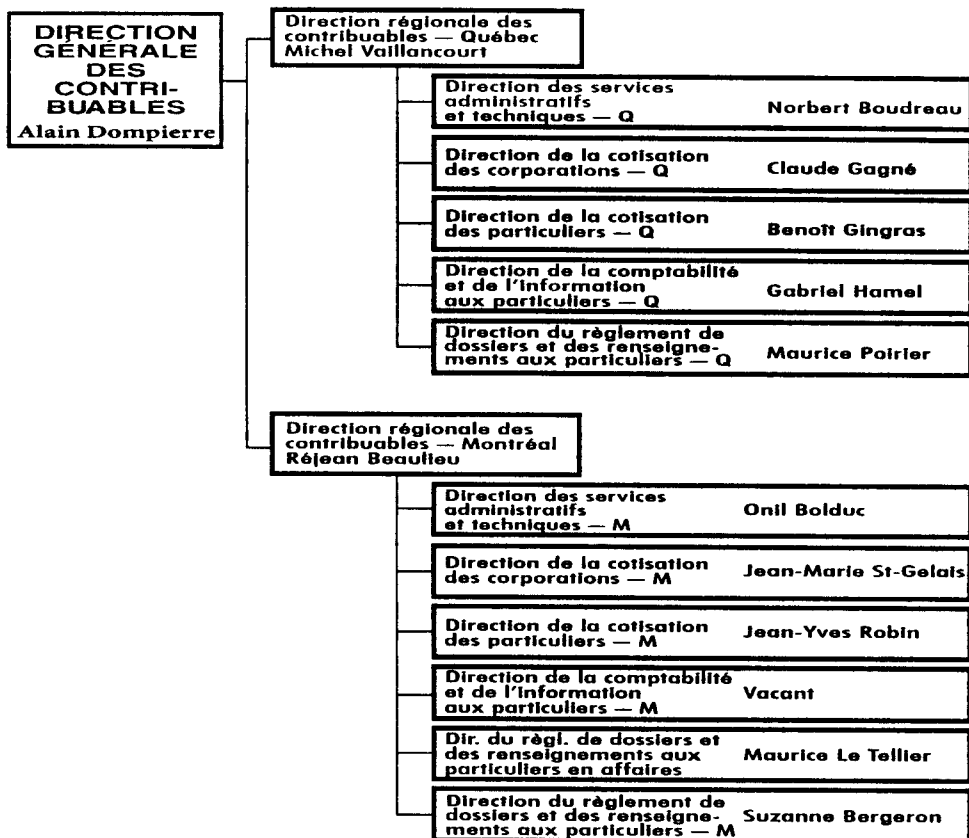 DIRECTION
GÉNÉRALE
DES
CONTRI-
BUABLES
Alain Dompierre
Direction régionale des
contribuables — Québec
Michel Vaillancourt
Direction des services
administratifs
et techniques — Q
Norbert Boudreau
Direction de la cotisation
des corporations — Q
Claude Gagné
Direction de la cotisation
des particuliers — Q
Benoît Gingras
Direction de la comptabilité
et de l'information
aux particuliers — Q
Gabriel Hamel
Direction du règlement de
dossiers et des renseigne-
ments aux particuliers — Q
Maurice Poirier
Direction régionale des
contribuables — Montréal
Réjean Beaulieu
Direction des services
administratifs
et techniques — M
Onil Bolduc
Direction de la cotisation
des corporations — M
Jean-Marie St-Gelais
Direction de la cotisation
des particuliers — M
Jean-Yves Robin
Direction de la comptabilité
et de l'information
aux particuliers — M
Vacant
Dir. du règl. de dossiers et
des renseignements aux
particuliers en affaires
Maurice Le Tellier
Direction du règlement de
dossiers et des renseigne-
ments aux particuliers — M
Suzanne Bergeron